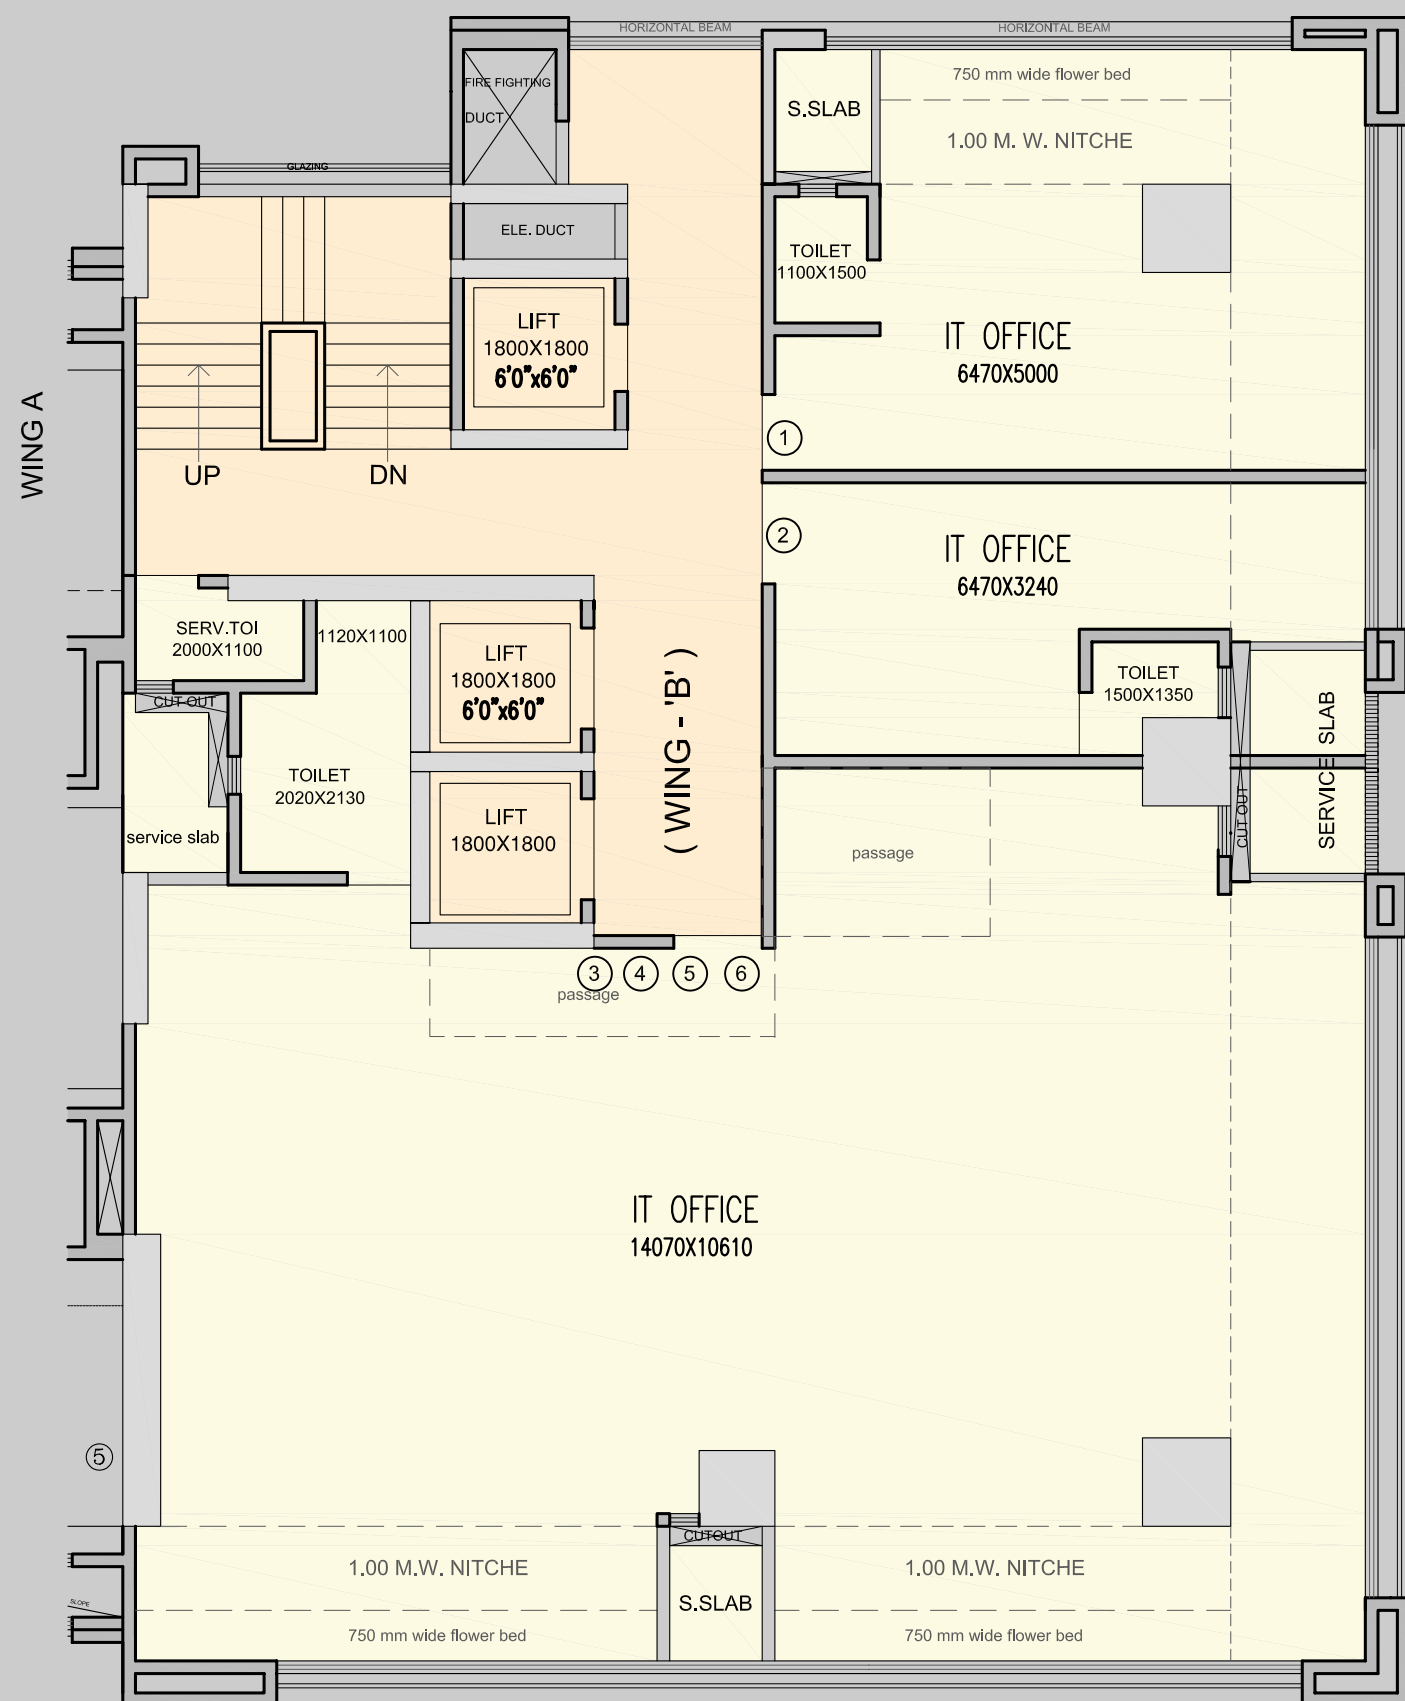 HORIZONTAL BEAM
HORIZONTAL BEAM
750 mm wide flower bed
FIRE FIGHTING
DUCT
S.SLAB
1.00 M. W. NITCHE
GLAZING
ELE. DUCT
TOILET
1100X1500
LIFT
1800X1800
6'0"x6'0"
IT OFFICE
6470X5000
WING A
1
UP
DN
2
IT OFFICE
6470X3240
SERV.TOI
2000X1100
1120X1100
LIFT
1800X1800
6'0"x6'0"
( WING - 'B' )
TOILET
1500X1350
CUT OUT
SERVICE SLAB
TOILET
2020X2130
LIFT
1800X1800
service slab
CUT OUT
passage
3
4
5
6
passage
IT OFFICE
14070X10610
5
CUTOUT
1.00 M.W. NITCHE
1.00 M.W. NITCHE
SLOPE
S.SLAB
750 mm wide flower bed
750 mm wide flower bed